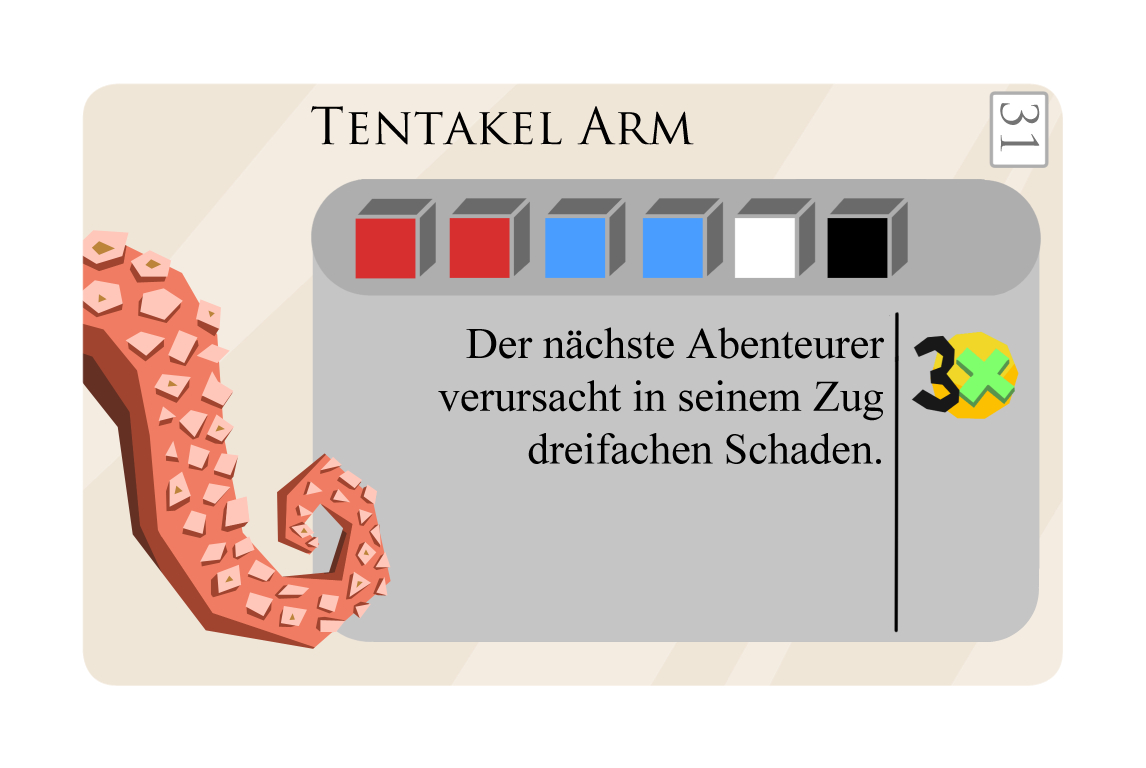 Tentakel Arm
31
Der nächste Abenteurer
verursacht in seinem Zug
dreifachen Schaden.
3×